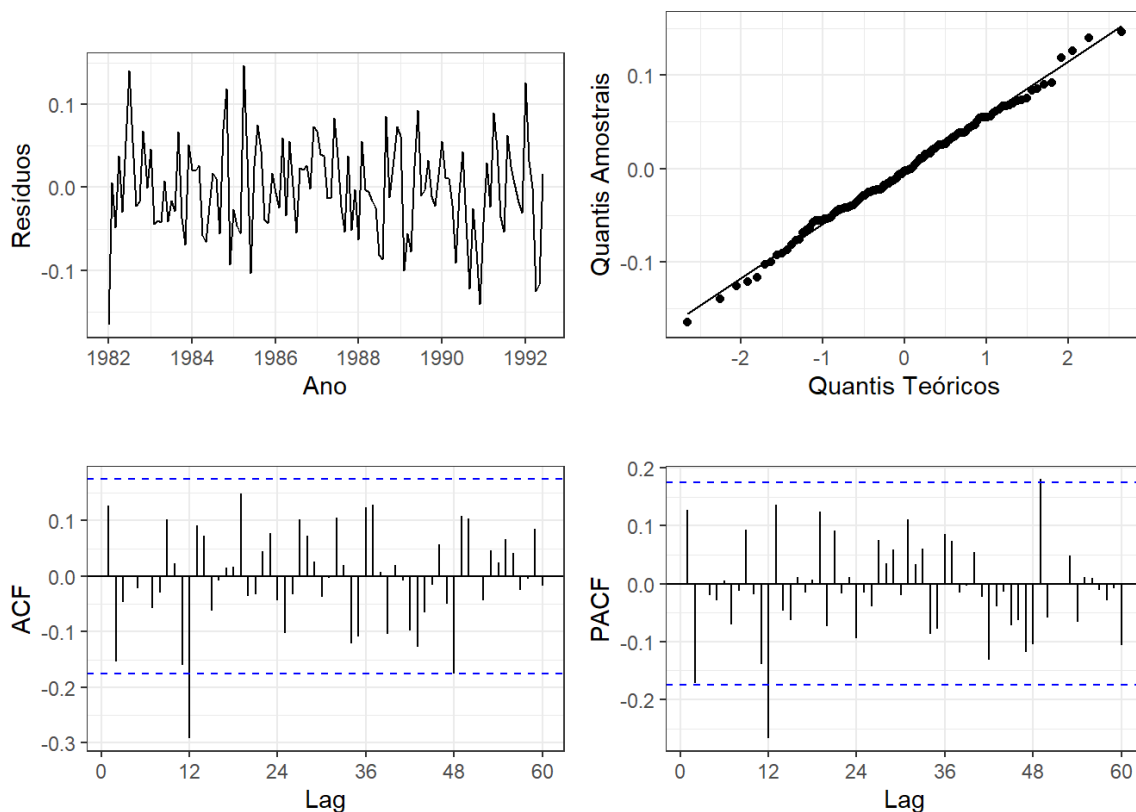 Resíduos
0.1
0.0
-0.1
1982 1984 1986 1988 1990 1992
Ano
Quantis Amostrais
0.1
0.0
-0.1
-2 -1 0 1 2
Quantis Teóricos
ACF
0.1
0.0
-0.1
-0.2
-0.3
0 12 24 36 48 60
Lag
PACF
0.2
0.1
0.0
-0.1
-0.2
0 12 24 36 48 60
Lag